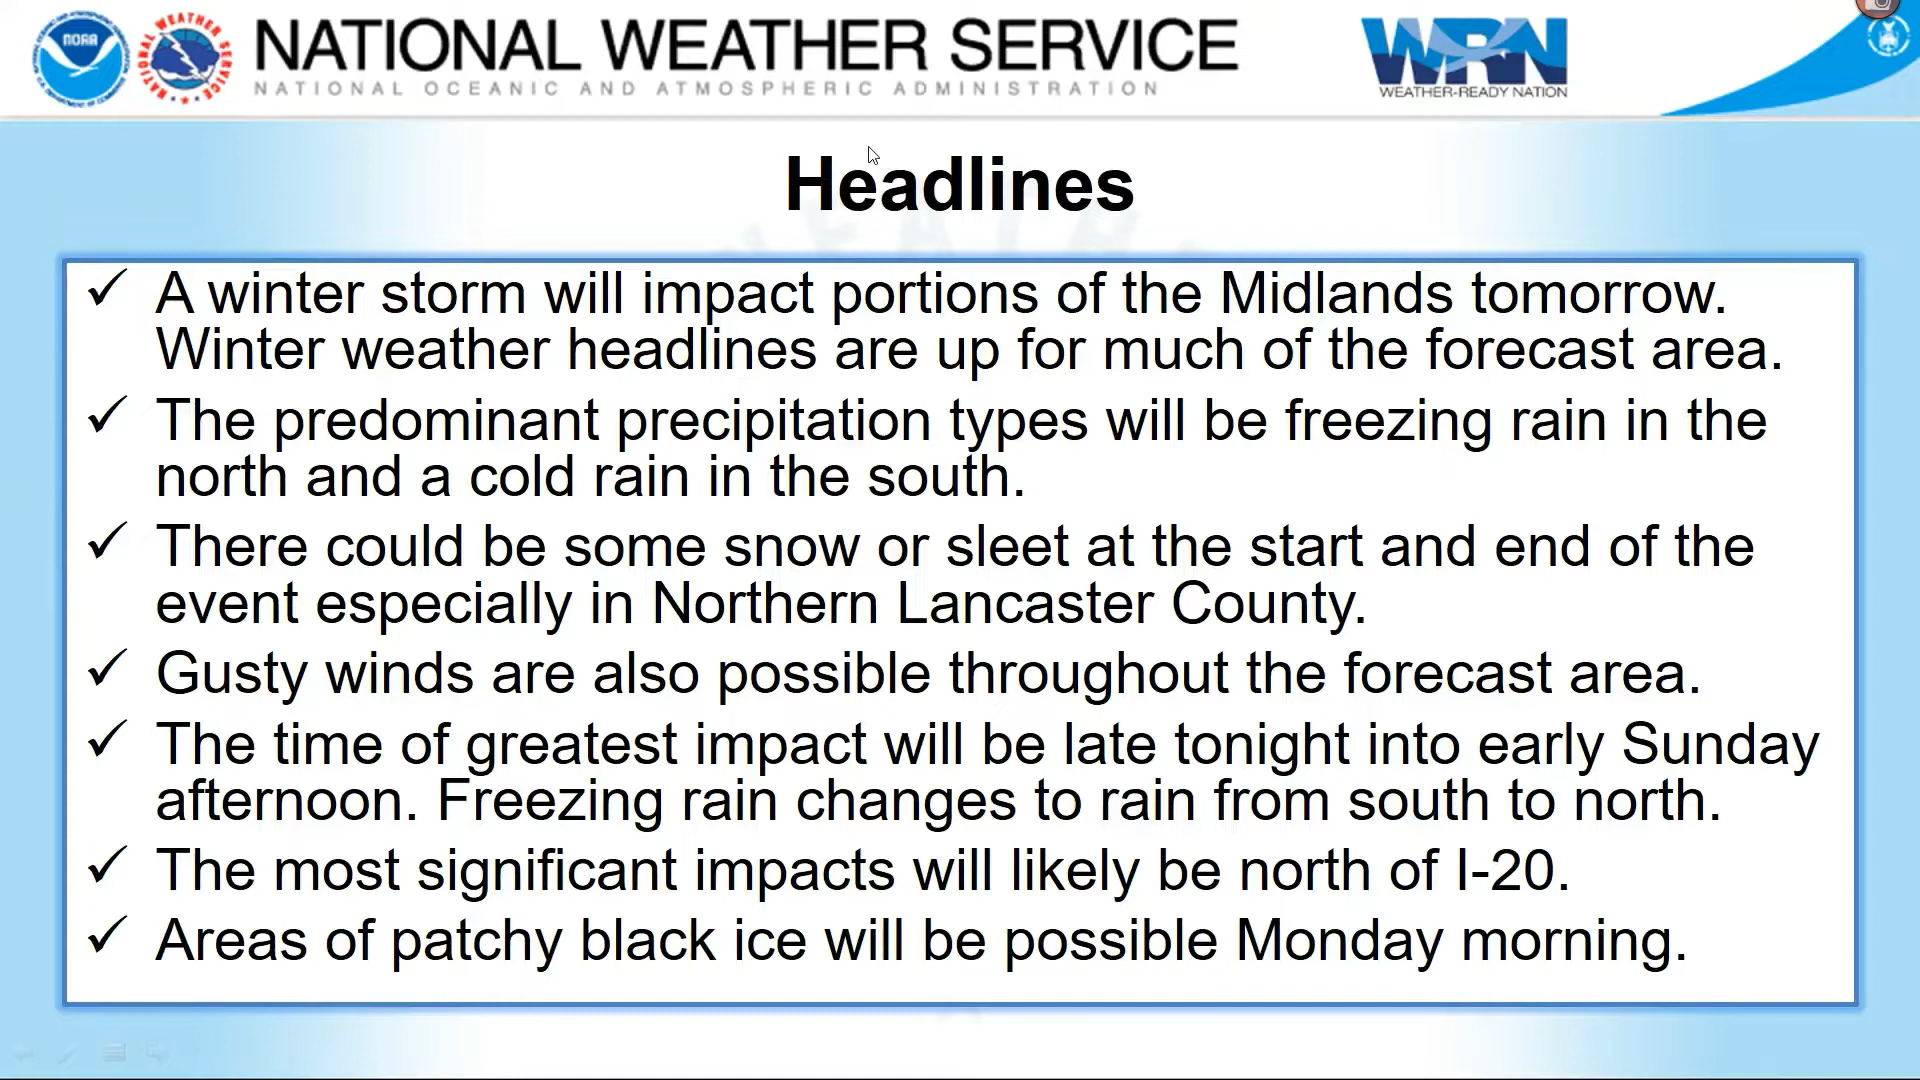 NOAA
NATIONAL WEATHER SERVICE
NATIONAL WEATHER SERVICE
NATIONAL OCEANIC AND ATMOSPHERIC ADMINISTRATION
WRN
WEATHER-READY NATION
Headlines
✓ A winter storm will impact portions of the Midlands tomorrow.
Winter weather headlines are up for much of the forecast area.
✓ The predominant precipitation types will be freezing rain in the
north and a cold rain in the south.
✓ There could be some snow or sleet at the start and end of the
event especially in Northern Lancaster County.
✓ Gusty winds are also possible throughout the forecast area.
✓ The time of greatest impact will be late tonight into early Sunday
afternoon. Freezing rain changes to rain from south to north.
✓ The most significant impacts will likely be north of I-20.
✓ Areas of patchy black ice will be possible Monday morning.